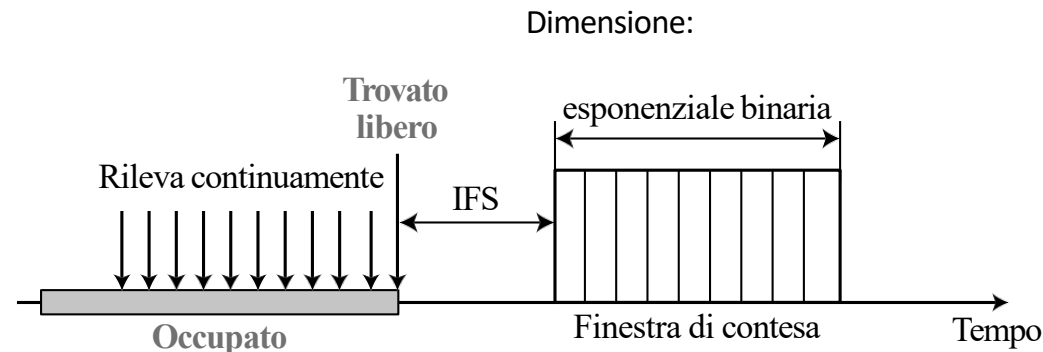 Dimensione:
Trovato
libero
esponenziale binaria
Rileva continuamente
IFS
Finestra di contesa
Tempo
Occupato